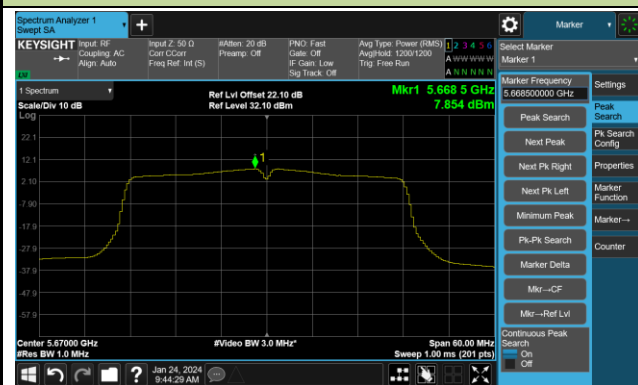 Spectrum Analyzer 1
Swept SA
Marker
KEYSIGHT
Input: RF
Coupling: AC
Align: Auto
Input Z: 50 Ω
Corr CCorr
Freq Ref: Int (S)
#Atten: 20 dB
Preamp: Off
PNO: Fast
Gate: Off
IF Gain: Low
Sig Track: Off
Avg Type: Power (RMS)
Avg|Hold: 1200/1200
Trig: Free Run
1 2 3 4 5 6
A W W W W W
A N N N N N
LXI
Select Marker
Marker 1
1 Spectrum
Scale/Div 10 dB
Ref Lvl Offset 22.10 dB
Ref Level 32.10 dBm
Mkr1 5.668 5 GHz
7.854 dBm
Log
22.1
12.1
2.10
-7.90
-17.9
-27.9
-37.9
-47.9
-57.9
1
Center 5.67000 GHz
#Res BW 1.0 MHz
#Video BW 3.0 MHz*
Span 60.00 MHz
Sweep 1.00 ms (201 pts)
Marker Frequency
5.668500000 GHz
Peak Search
Next Peak
Next Pk Right
Next Pk Left
Minimum Peak
Pk-Pk Search
Marker Delta
Mkr→CF
Mkr→Ref Lvl
Continuous Peak
Search
On
Off
Settings
Peak
Search
Pk Search
Config
Properties
Marker
Function
Marker→
Counter
?
Jan 24, 2024
9:44:29 AM